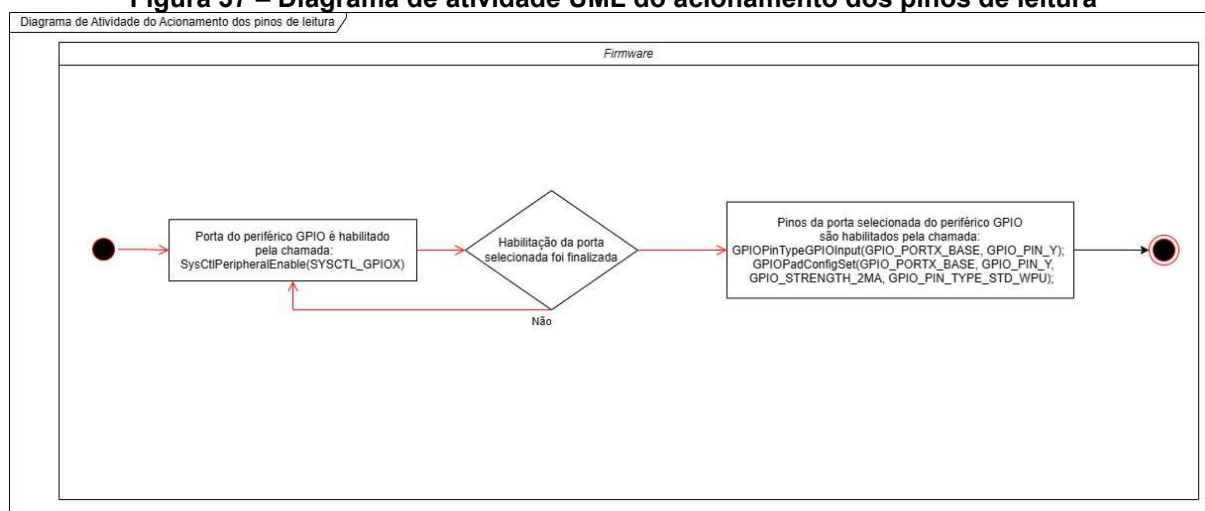 Figura 37 – Diagrama de atividade UML do acionamento dos pinos de leitura
Diagrama de Atividade do Acionamento dos pinos de leitura
Firmware
Porta do periférico GPIO é habilitado
pela chamada:
SysCtlPeripheralEnable(SYSCTL_GPIOX)
Habilitação da porta
selecionada foi finalizada
Não
Pinos da porta selecionada do periférico GPIO
são habilitados pela chamada:
GPIOPinTypeGPIOInput(GPIO_PORTX_BASE, GPIO_PIN_Y);
GPIOPadConfigSet(GPIO_PORTX_BASE, GPIO_PIN_Y,
GPIO_STRENGTH_2MA, GPIO_PIN_TYPE_STD_WPU);